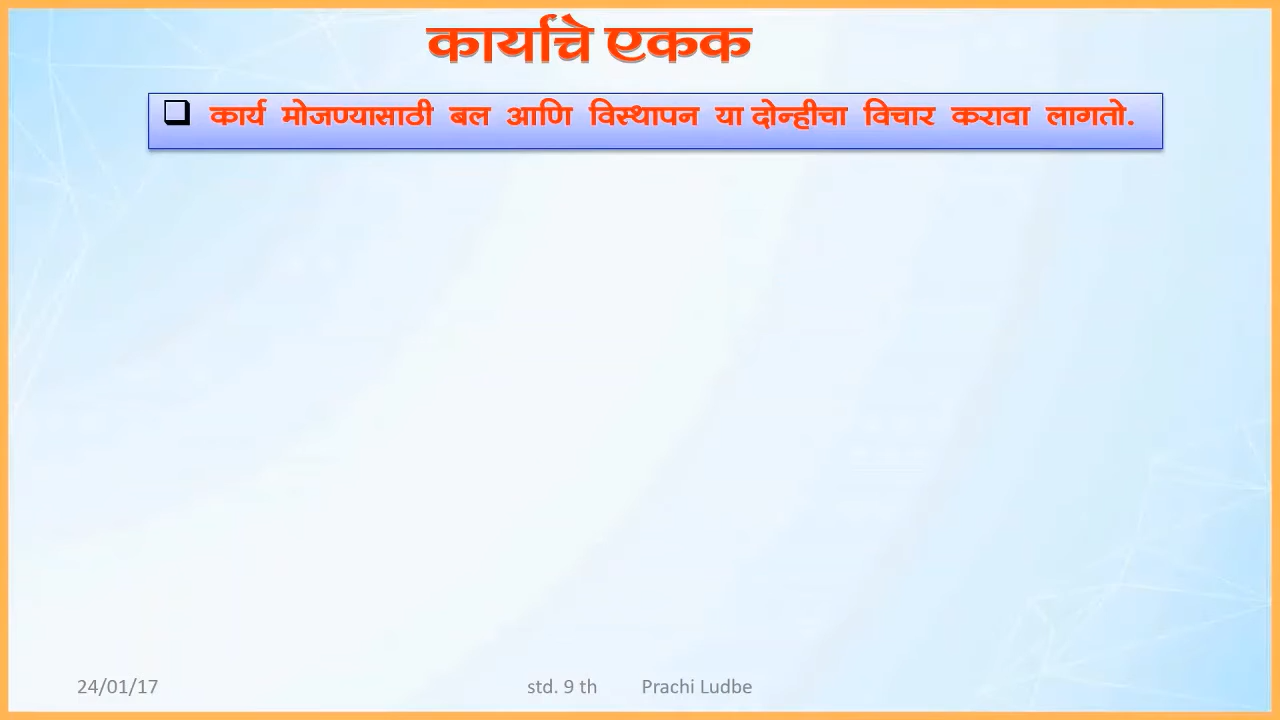 कार्याचे एकक
कार्य मोजण्यासाठी बल आणि विस्थापन या दोन्हीचा विचार करावा लागतो.
24/01/17 std. 9 th Prachi Ludbe